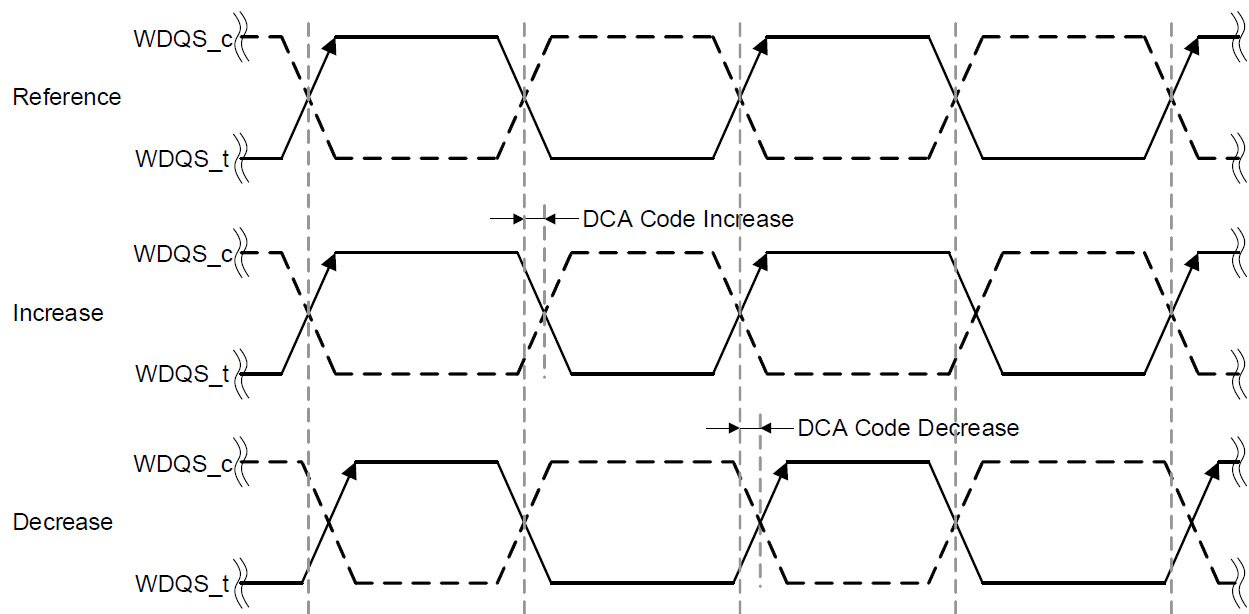 WDQS_c
Reference
WDQS_t
DCA Code Increase
WDQS_c
Increase
WDQS_t
DCA Code Decrease
WDQS_c
Decrease
WDQS_t